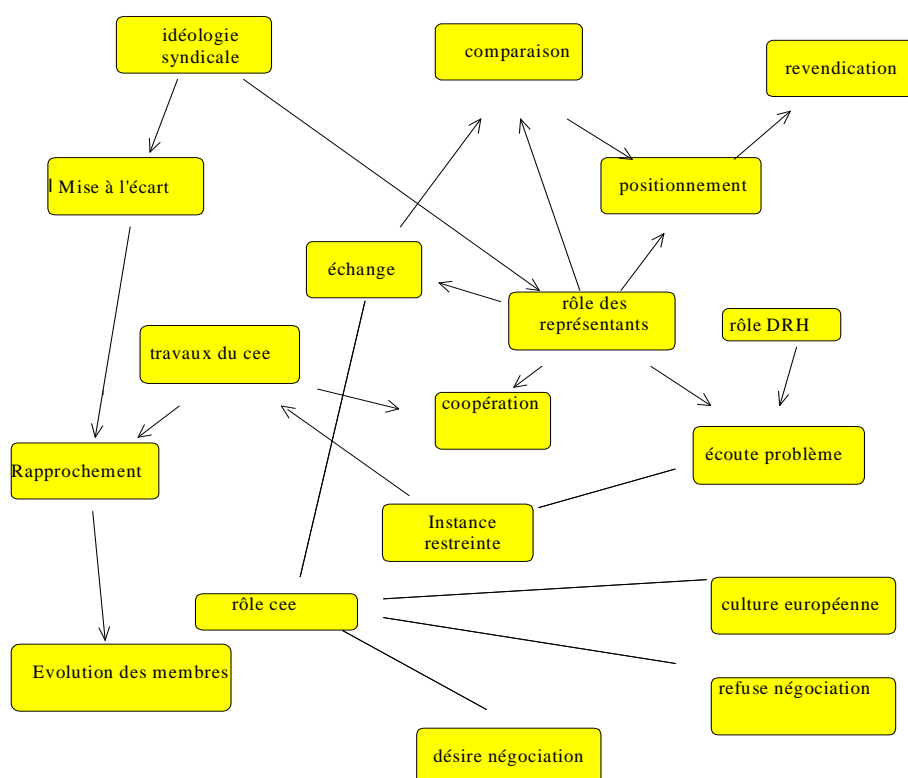 idéologie
syndicale
comparaison
revendication
Mise à l'écart
positionnement
échange
rôle des
représentants
rôle DRH
travaux du cee
coopération
écoute problème
Rapprochement
Instance
restreinte
rôle cee
culture européenne
Evolution des membres
refuse négociation
désire négociation